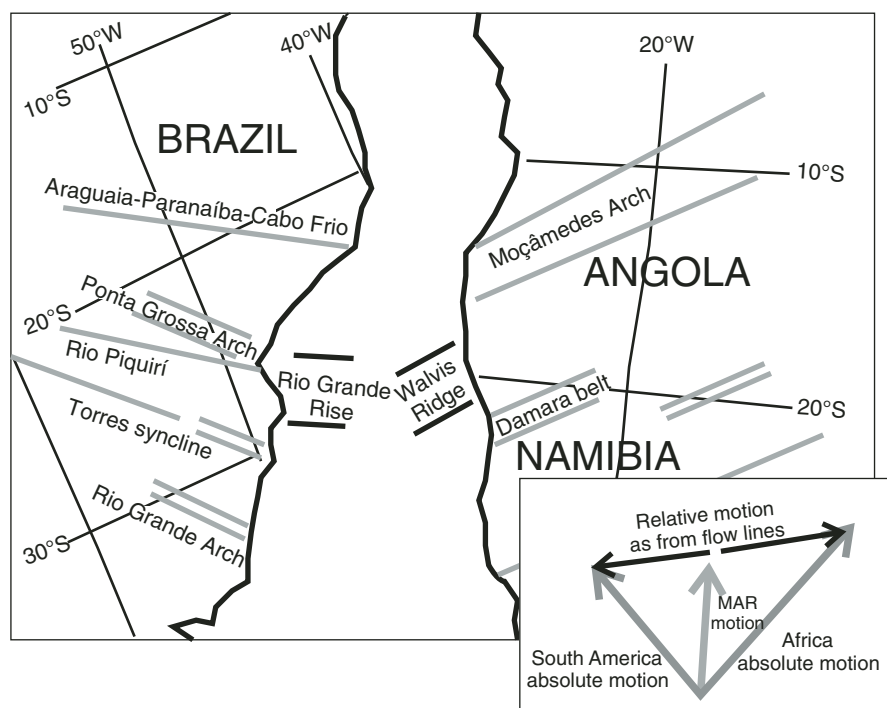 50°W
40°W
20°W
10°S
BRAZIL
10°S
Araguaia-Paranaíba-Cabo Frio
Moçâmedes Arch
ANGOLA
Ponta Grossa Arch
20°S
Rio Piquirí
Rio Grande
Rise
Walvis
Ridge
Damara belt
20°S
Torres syncline
NAMIBIA
Rio Grande Arch
30°S
Relative motion
as from flow lines
MAR
motion
South America
absolute motion
Africa
absolute motion